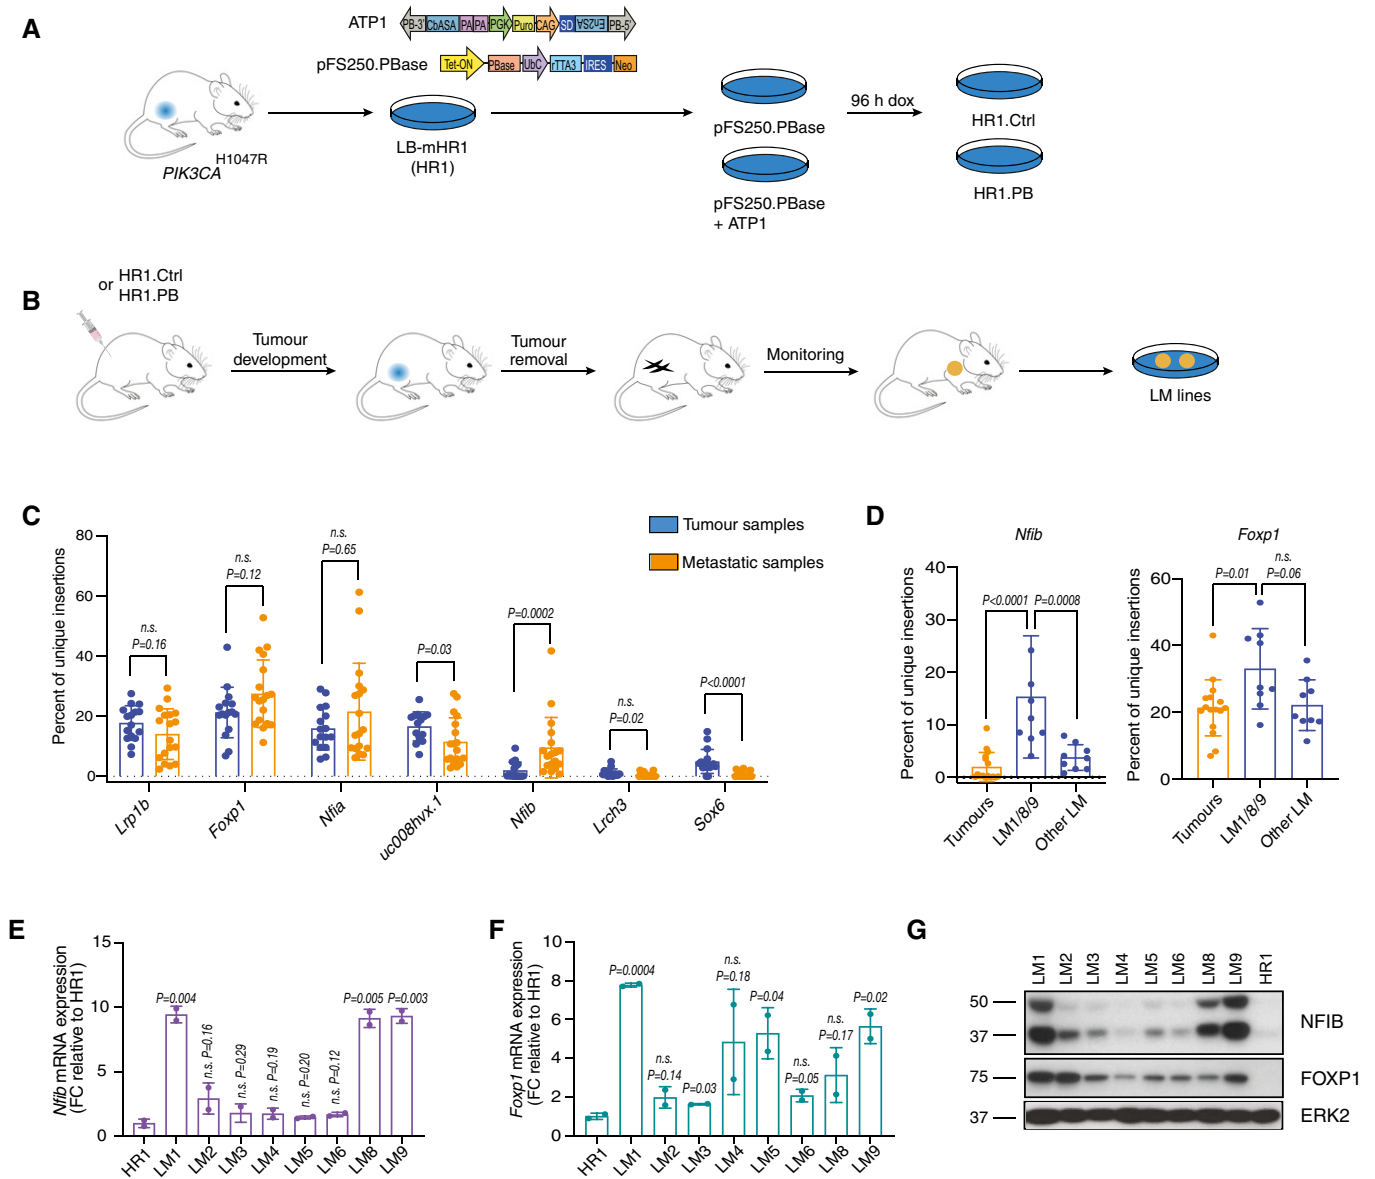 A
ATP1
PB-3' CbASA PA PA PGK Puro CAG SD En2SA PB-5'
pFS250.PBase
Tet-ON PBase UbC rTTA3 IRES Neo
PIK3CA H1047R
LB-mHR1
(HR1)
pFS250.PBase
pFS250.PBase
+ ATP1
96 h dox
HR1.Ctrl
HR1.PB
B
or HR1.Ctrl
HR1.PB
Tumour
development
Tumour
removal
Monitoring
LM lines
C
Tumour samples
Metastatic samples
Percent of unique insertions
80
60
40
20
0
n.s.
P=0.16
n.s.
P=0.12
n.s.
P=0.65
P=0.03
P=0.0002
n.s.
P=0.02
P<0.0001
Lrp1b
Foxp1
Nfia
uc008hvx.1
Nfib
Lrch3
Sox6
D
Nfib
Percent of unique insertions
40
30
20
10
0
P<0.0001
P=0.0008
Tumours
LM1/8/9
Other LM
Foxp1
Percent of unique insertions
60
40
20
0
P=0.01
n.s.
P=0.06
Tumours
LM1/8/9
Other LM
E
Nfib mRNA expression
(FC relative to HR1)
15
10
5
0
P=0.004
n.s. P=0.16
n.s. P=0.29
n.s. P=0.19
n.s. P=0.20
n.s. P=0.12
P=0.005
P=0.003
HR1
LM1
LM2
LM3
LM4
LM5
LM6
LM8
LM9
F
Foxp1 mRNA expression
(FC relative to HR1)
10
8
6
4
2
0
P=0.0004
n.s.
P=0.14
P=0.03
n.s.
P=0.18
P=0.04
n.s.
P=0.05
n.s.
P=0.17
P=0.02
HR1
LM1
LM2
LM3
LM4
LM5
LM6
LM8
LM9
G
LM1
LM2
LM3
LM4
LM5
LM6
LM8
LM9
HR1
50
37
NFIB
75
FOXP1
37
ERK2